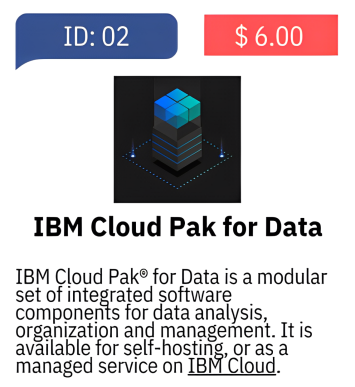 ID: 02
$ 6.00
IBM Cloud Pak for Data
IBM Cloud Pak® for Data is a modular
set of integrated software
components for data analysis,
organization and management. It is
available for self-hosting, or as a
managed service on IBM Cloud.